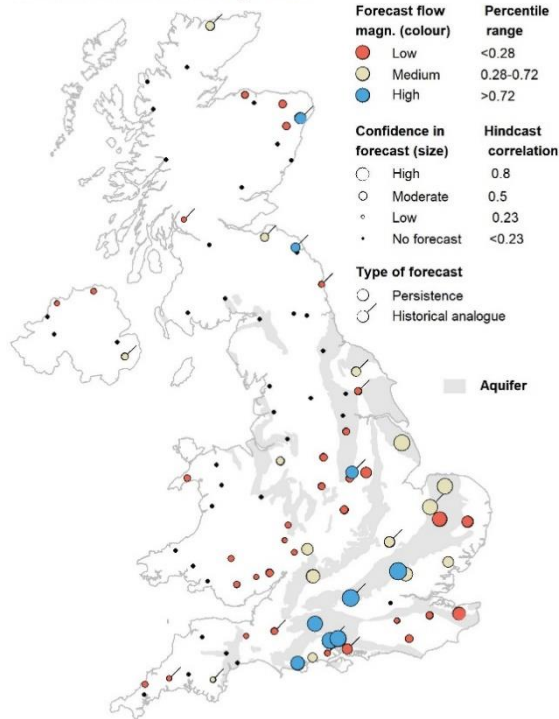 Forecast flow Percentile
magn. (colour) range
Low <0.28
Medium 0.28-0.72
High >0.72
Confidence in Hindcast
forecast (size) correlation
High 0.8
Moderate 0.5
Low 0.23
No forecast <0.23
Type of forecast
Persistence
Historical analogue
Aquifer